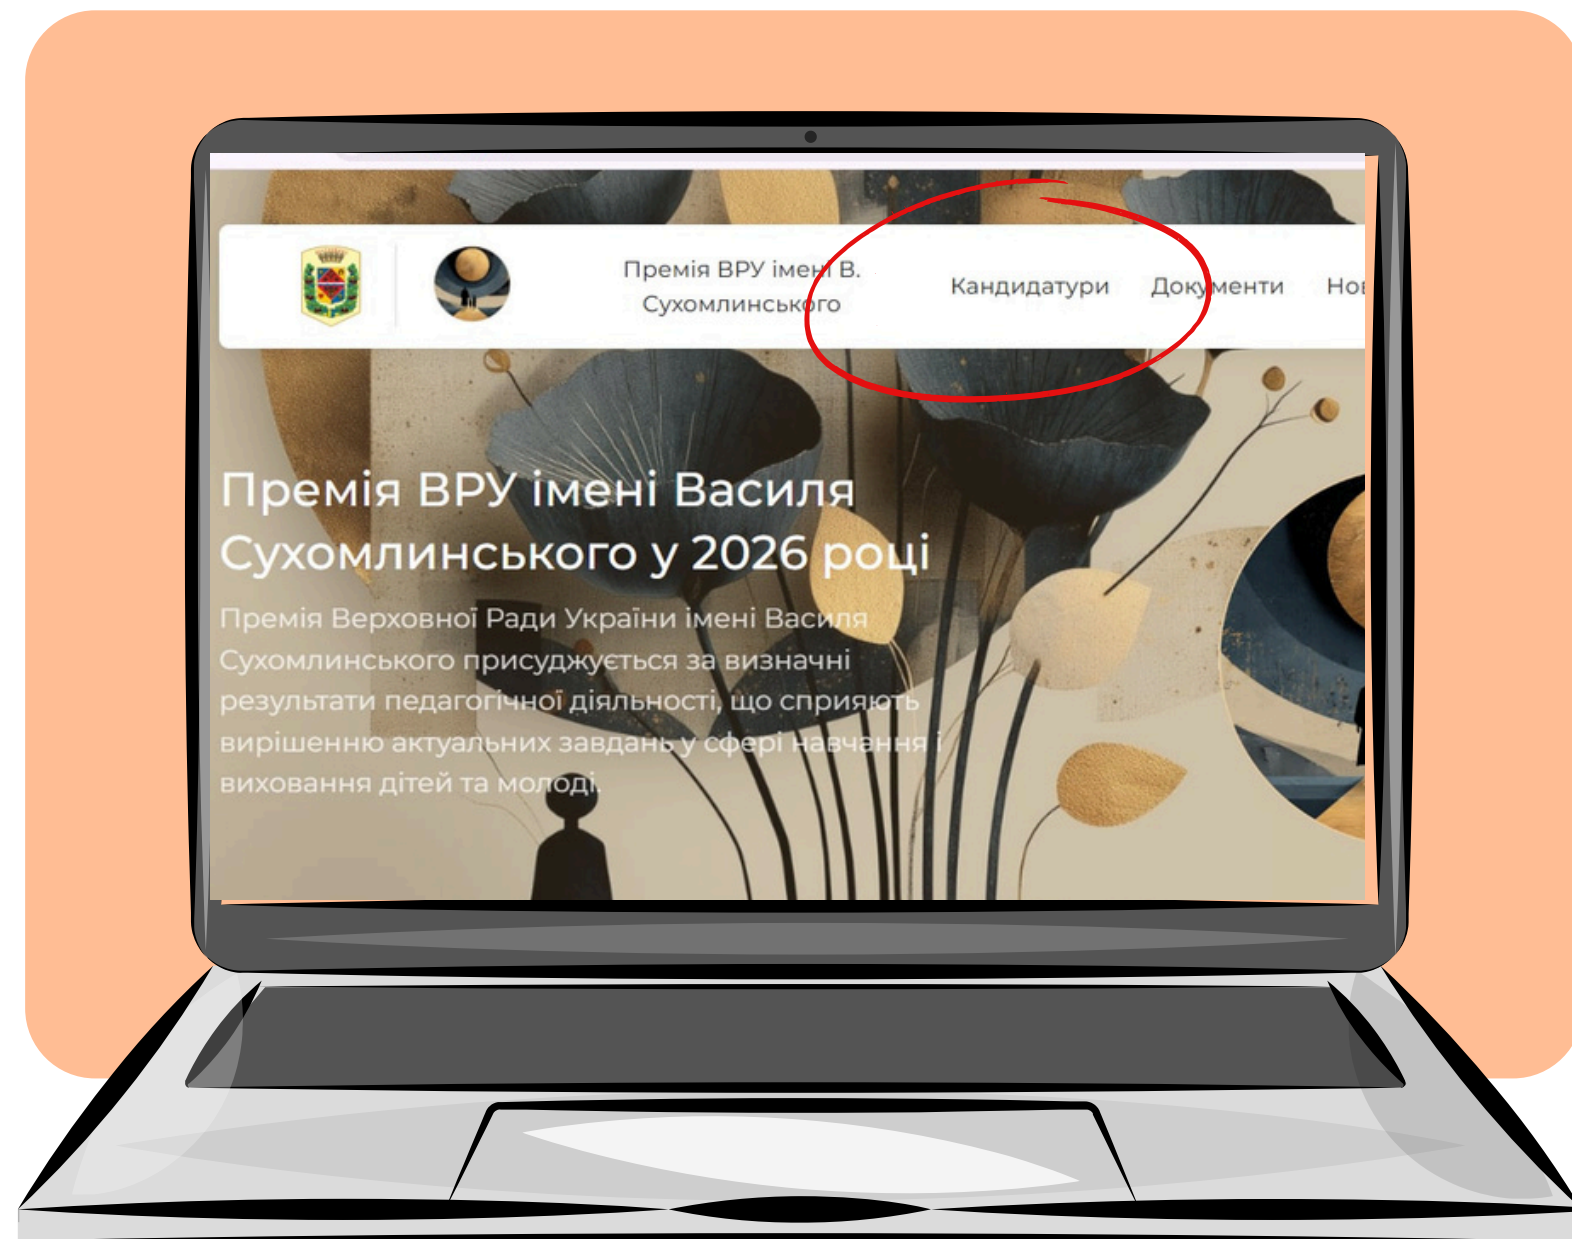 Премія ВРУ імені В.
Сухомлинського
Кандидатури
Документи
Премія ВРУ імені Василя
Сухомлинського у 2026 році
Премія Верховної Ради України імені Василя
Сухомлинського присуджується за визначні
результати педагогічної діяльності, що сприяють
вирішенню актуальних завдань у сфері навчання і
виховання дітей та молоді.